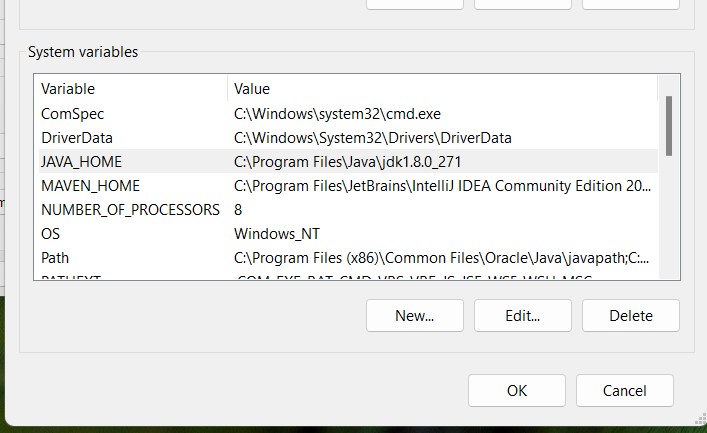 System variables
Variable Value
ComSpec C:\Windows\system32\cmd.exe
DriverData C:\Windows\System32\Drivers\DriverData
JAVA_HOME C:\Program Files\Java\jdk1.8.0_271
MAVEN_HOME C:\Program Files\JetBrains\IntelliJ IDEA Community Edition 20...
NUMBER_OF_PROCESSORS 8
OS Windows_NT
Path C:\Program Files (x86)\Common Files\Oracle\Java\javapath;C:...
New... Edit... Delete
OK Cancel